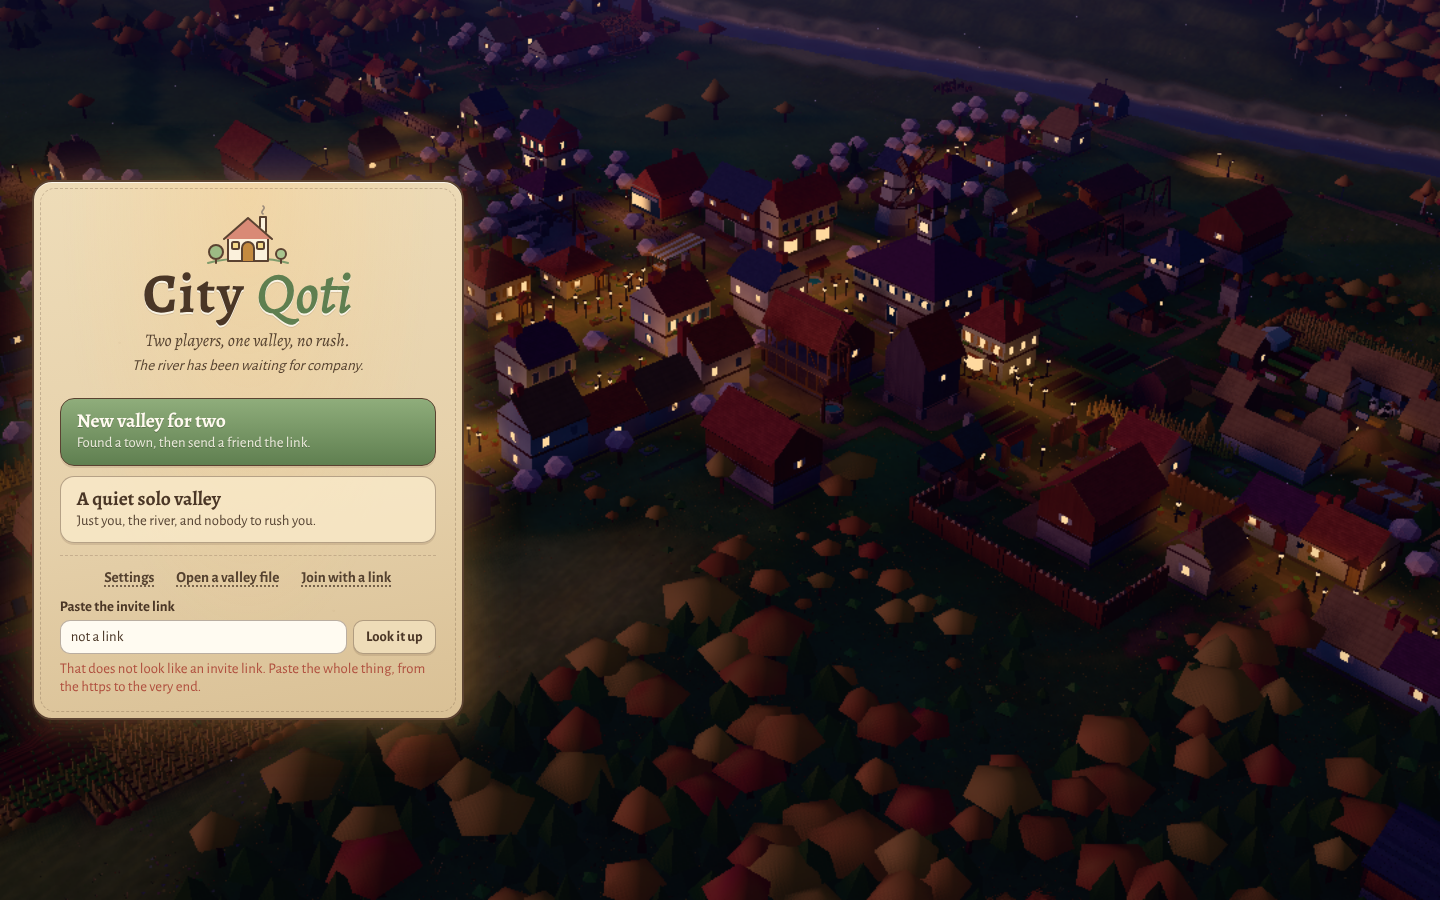 City Qoti
Two players, one valley, no rush.
The river has been waiting for company.
New valley for two
Found a town, then send a friend the link.
A quiet solo valley
Just you, the river, and nobody to rush you.
Settings Open a valley file Join with a link
Paste the invite link
not a link Look it up
That does not look like an invite link. Paste the whole thing, from
the https to the very end.